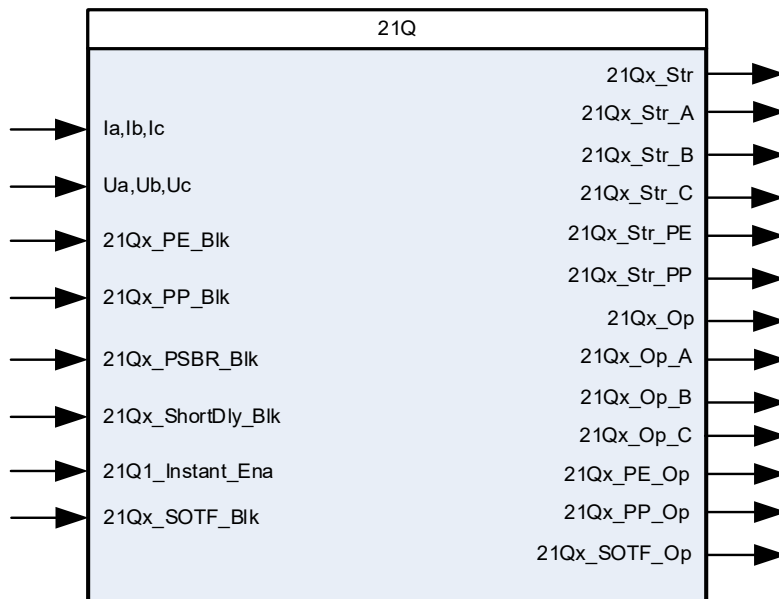 21Q
Ia,Ib,Ic
Ua,Ub,Uc
21Qx_PE_Blk
21Qx_PP_Blk
21Qx_PSBR_Blk
21Qx_ShortDly_Blk
21Q1_Instant_Ena
21Qx_SOTF_Blk
21Qx_Str
21Qx_Str_A
21Qx_Str_B
21Qx_Str_C
21Qx_Str_PE
21Qx_Str_PP
21Qx_Op
21Qx_Op_A
21Qx_Op_B
21Qx_Op_C
21Qx_PE_Op
21Qx_PP_Op
21Qx_SOTF_Op